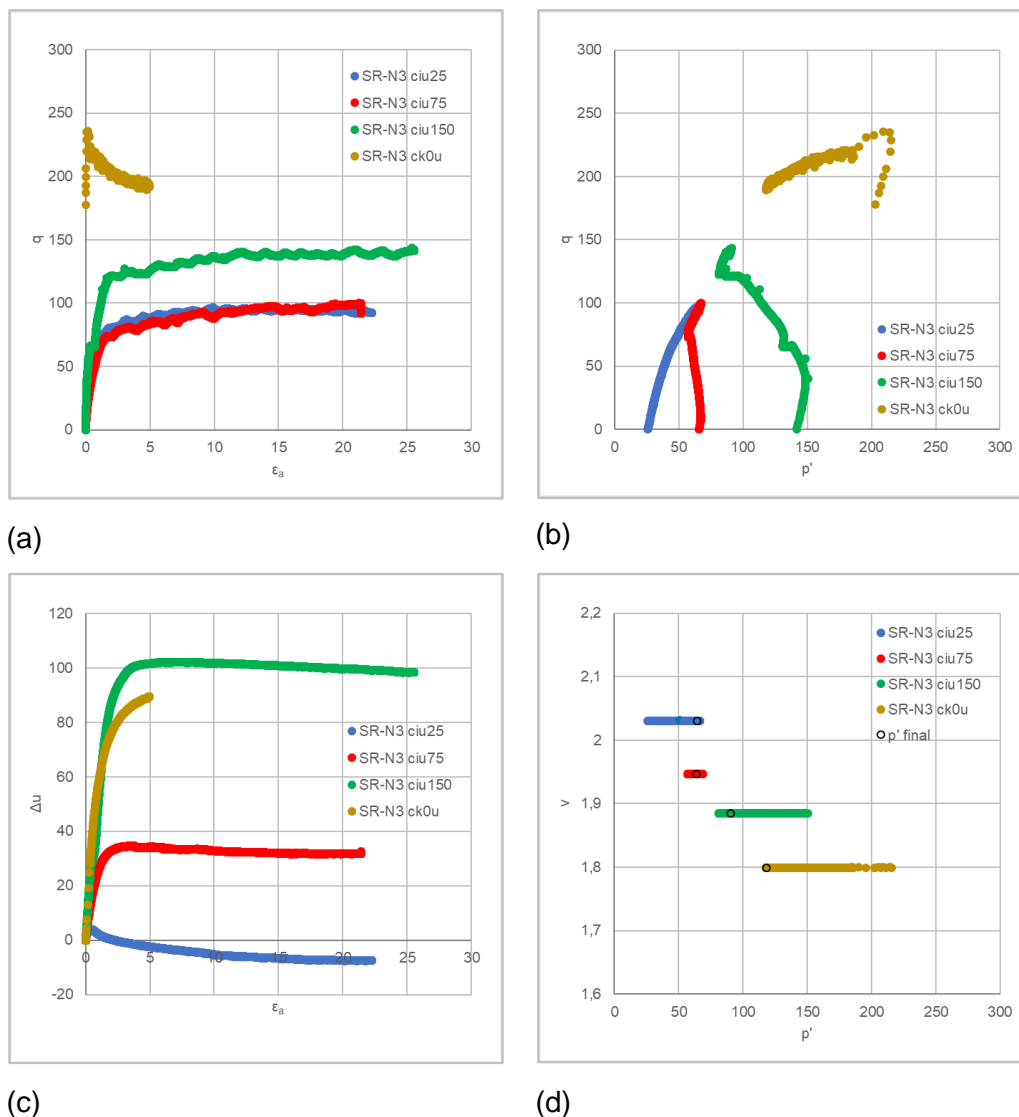 300
250
200
150
100
50
0
q
0 5 10 15 20 25 30
εₐ
SR-N3 ciu25
SR-N3 ciu75
SR-N3 ciu150
SR-N3 ck0u
(a)
300
250
200
150
100
50
0
q
0 50 100 150 200 250 300
p'
SR-N3 ciu25
SR-N3 ciu75
SR-N3 ciu150
SR-N3 ck0u
(b)
120
100
80
60
40
20
0
-20
Δu
0 5 10 15 20 25 30
εₐ
SR-N3 ciu25
SR-N3 ciu75
SR-N3 ciu150
SR-N3 ck0u
(c)
2,2
2,1
2
1,9
1,8
1,7
1,6
v
0 50 100 150 200 250 300
p'
SR-N3 ciu25
SR-N3 ciu75
SR-N3 ciu150
SR-N3 ck0u
p' final
(d)